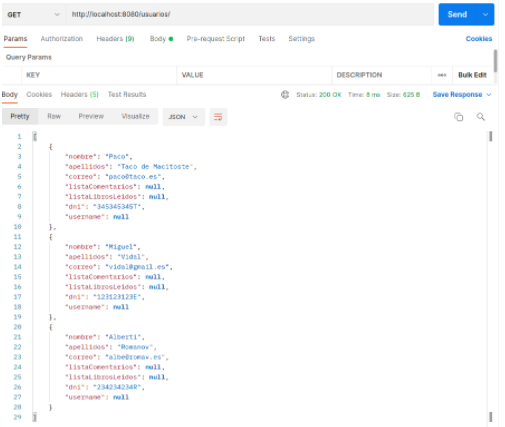 GET http://localhost:8080/usuarios/ Send
Params Authorization Headers (9) Body Pre-request Script Tests Settings Cookies
Query Params
KEY VALUE DESCRIPTION ••• Bulk Edit
Body Cookies Headers (5) Test Results Status: 200 OK Time: 8 ms Size: 625 B Save Response
Pretty Raw Preview Visualize JSON
1 [
2 {
3 "nombre": "Paco",
4 "apellidos": "Taco de Macitoste",
5 "correo": "paco@taco.es",
6 "listaComentarios": null,
7 "listaLibrosLeidos": null,
8 "dni": "345345345T",
9 "username": null
10 },
11 {
12 "nombre": "Miguel",
13 "apellidos": "Vidal",
14 "correo": "vidal@gmail.es",
15 "listaComentarios": null,
16 "listaLibrosLeidos": null,
17 "dni": "123123123E",
18 "username": null
19 },
20 {
21 "nombre": "Alberti",
22 "apellidos": "Romanov",
23 "correo": "albe@romav.es",
24 "listaComentarios": null,
25 "listaLibrosLeidos": null,
26 "dni": "234234234R",
27 "username": null
28 }
29 ]